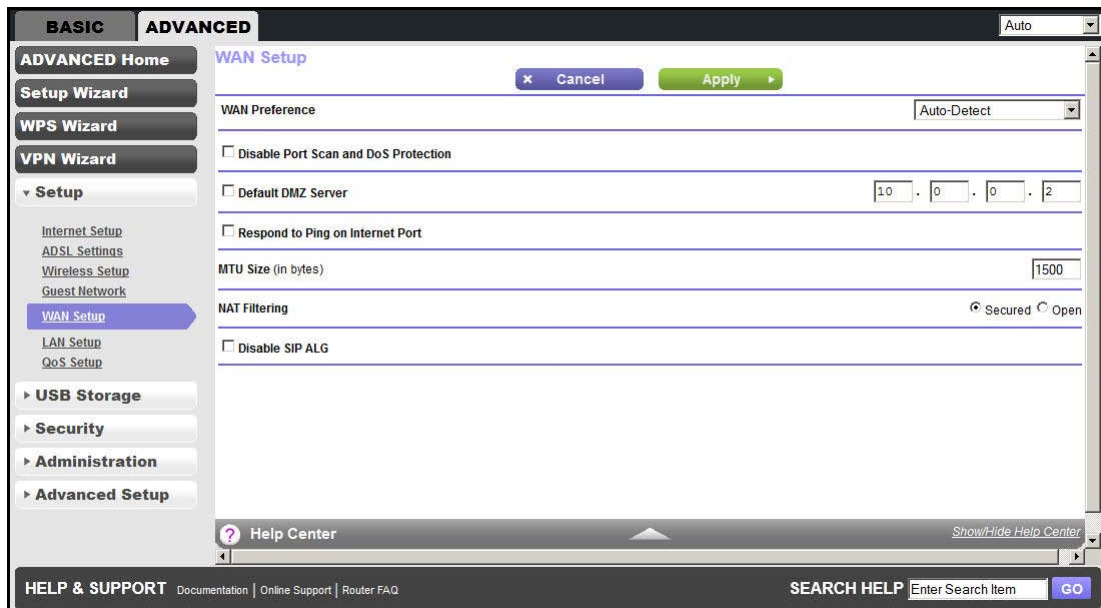 BASIC ADVANCED Auto
ADVANCED Home
Setup Wizard
WPS Wizard
VPN Wizard
Setup
Internet Setup
ADSL Settings
Wireless Setup
Guest Network
WAN Setup
LAN Setup
QoS Setup
USB Storage
Security
Administration
Advanced Setup
WAN Setup
Cancel Apply
WAN Preference Auto-Detect
Disable Port Scan and DoS Protection
Default DMZ Server 10 . 0 . 0 . 2
Respond to Ping on Internet Port
MTU Size (in bytes) 1500
NAT Filtering Secured Open
Disable SIP ALG
? Help Center Show/Hide Help Center
HELP & SUPPORT Documentation | Online Support | Router FAQ SEARCH HELP Enter Search Item GO